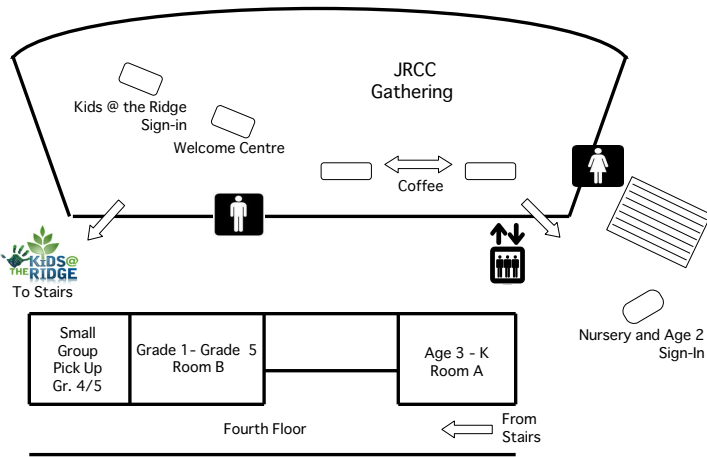 JRCC
Gathering
Kids @ the Ridge
Sign-in
Welcome Centre
Coffee
KIDS@
THE RIDGE
To Stairs
Nursery and Age 2
Sign-In
Small
Group
Pick Up
Gr. 4/5
Grade 1- Grade 5
Room B
Age 3 - K
Room A
Fourth Floor
From
Stairs